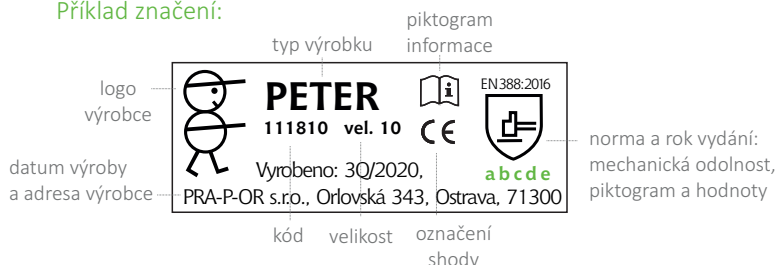 Příklad značení:
piktogram
informace
typ výrobku
logo
výrobce
PETER
EN388:2016
111810 vel. 10
CE
norma a rok vydání:
mechanická odolnost,
piktogram a hodnoty
datum výroby
a adresa výrobce
Vyrobeno: 3Q/2020,
abcde
PRA-P-OR s.r.o., Orlovská 343, Ostrava, 71300
kód
velikost
označení
shody